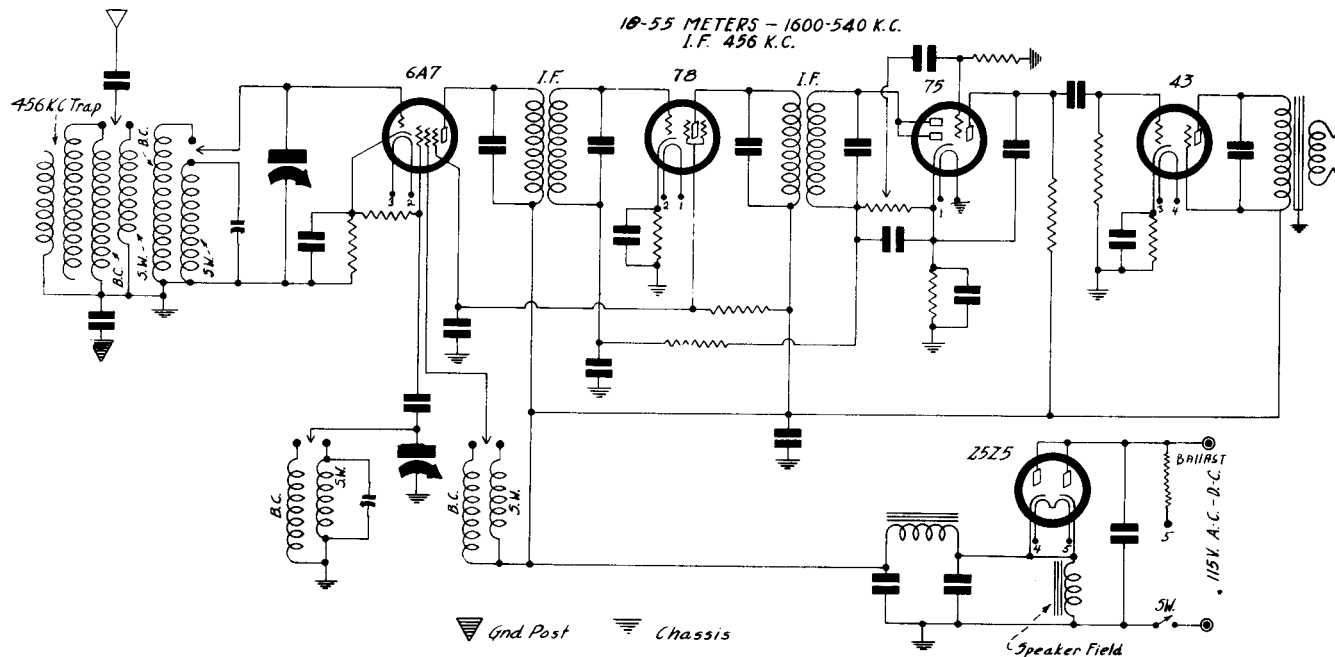 18-55 METERS - 1600-540 K.C.
I.F. 456 K.C.
6A7
I.F.
78
I.F.
75
43
456 KC Trap
B.C.
B.C.
S.W.
S.W.
3
2
2
1
1
3
4
25Z5
BALLAST
B.C.
S.W.
B.C.
S.W.
4
5
5
115 V. A.C.-D.C.
SW.
Gnd Post
Chassis
Speaker Field